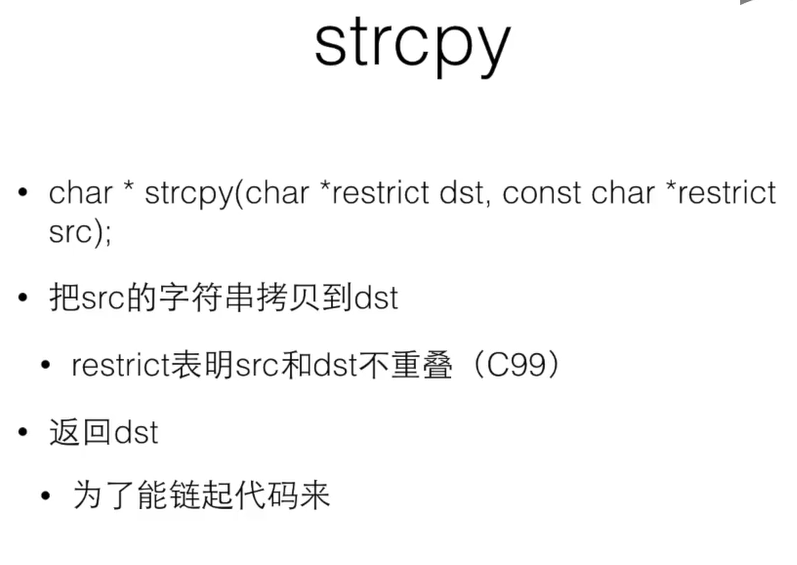 strcpy
• char * strcpy(char *restrict dst, const char *restrict
src);
• 把src的字符串拷贝到dst
• restrict表明src和dst不重叠（C99）
• 返回dst
• 为了能链起代码来